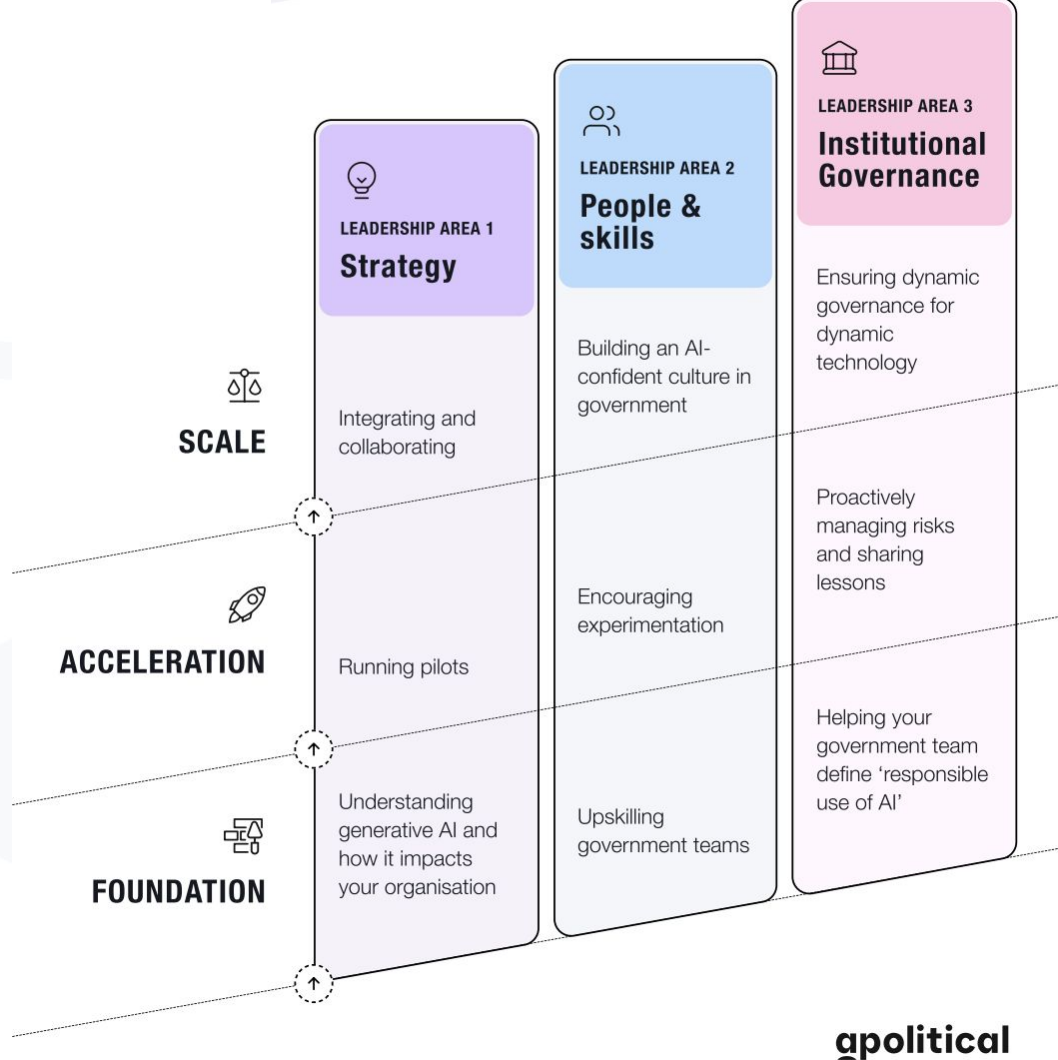 LEADERSHIP AREA 1
Strategy
LEADERSHIP AREA 2
People &
skills
LEADERSHIP AREA 3
Institutional
Governance
SCALE
Integrating and
collaborating
Building an AI-
confident culture in
government
Ensuring dynamic
governance for
dynamic
technology
ACCELERATION
Running pilots
Encouraging
experimentation
Proactively
managing risks
and sharing
lessons
FOUNDATION
Understanding
generative AI and
how it impacts
your organisation
Upskilling
government teams
Helping your
government team
define ‘responsible
use of AI’
apolitical